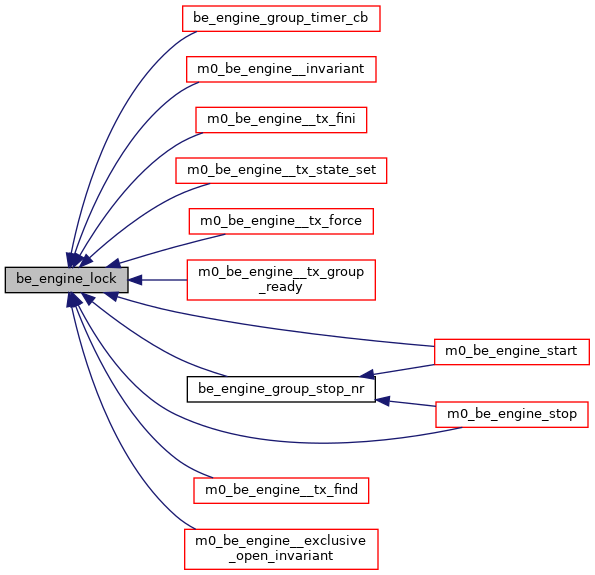 be_engine_group_timer_cb
m0_be_engine__invariant
m0_be_engine__tx_fini
m0_be_engine__tx_state_set
m0_be_engine__tx_force
be_engine_lock
m0_be_engine__tx_group
_ready
m0_be_engine_start
be_engine_group_stop_nr
m0_be_engine_stop
m0_be_engine__tx_find
m0_be_engine__exclusive
_open_invariant